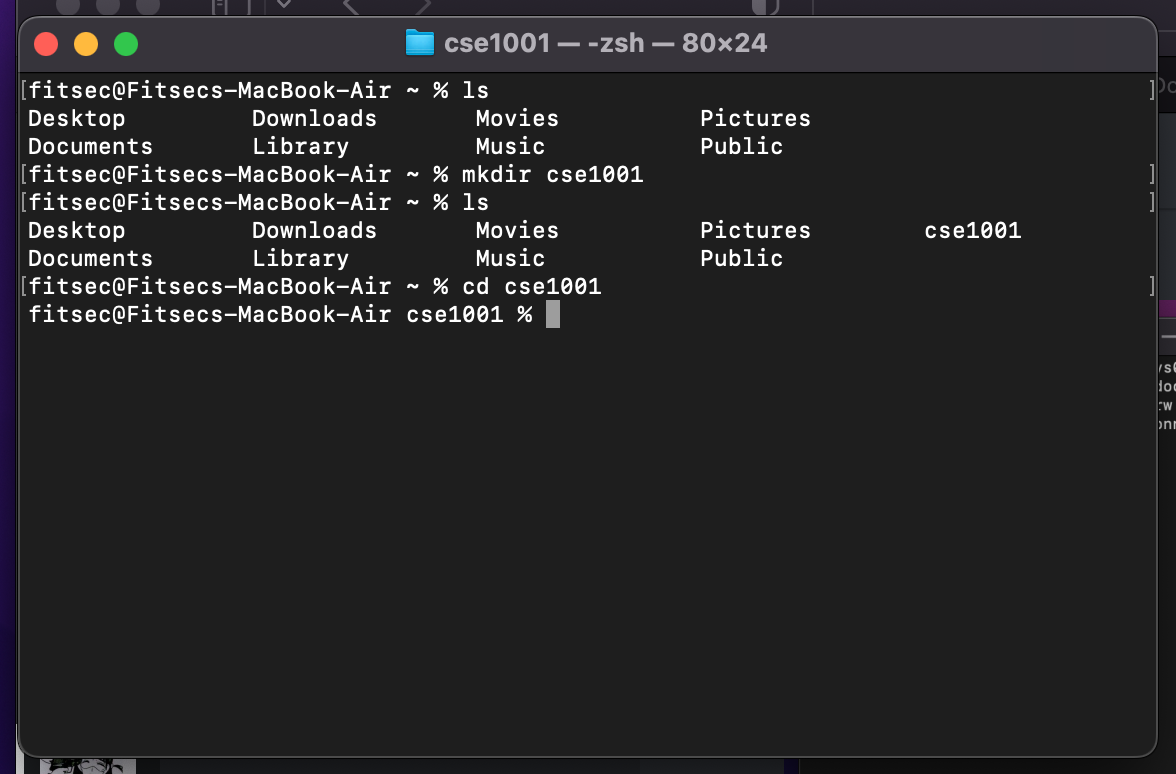 cse1001 — -zsh — 80×24
[fitsec@Fitsecs-MacBook-Air ~ % ls ]
Desktop Downloads Movies Pictures
Documents Library Music Public
[fitsec@Fitsecs-MacBook-Air ~ % mkdir cse1001 ]
[fitsec@Fitsecs-MacBook-Air ~ % ls ]
Desktop Downloads Movies Pictures cse1001
Documents Library Music Public
[fitsec@Fitsecs-MacBook-Air ~ % cd cse1001 ]
fitsec@Fitsecs-MacBook-Air cse1001 %